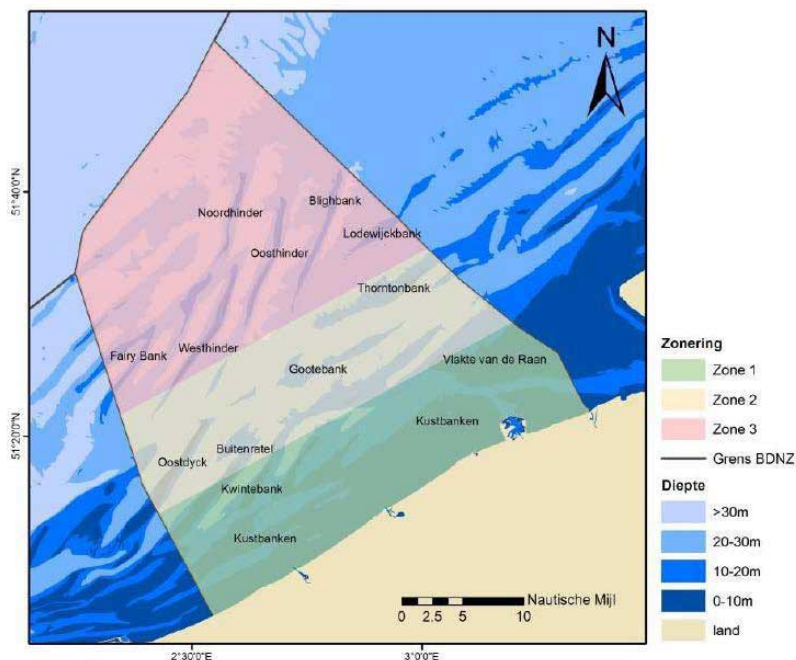 N
51°40'0"N
51°20'0"N
2°30'0"E
3°0'0"E
Blighbank
Noordhinder
Lodewijckbank
Oosthinder
Thorntonbank
Westhinder
Fairy Bank
Vlakte van de Raan
Gootebank
Kustbanken
Buitenratel
Oostdyck
Kwintebank
Kustbanken
Nautische Mijl
0 2.5 5 10
Zonering
Zone 1
Zone 2
Zone 3
Grens BDNZ
Diepte
>30m
20-30m
10-20m
0-10m
land